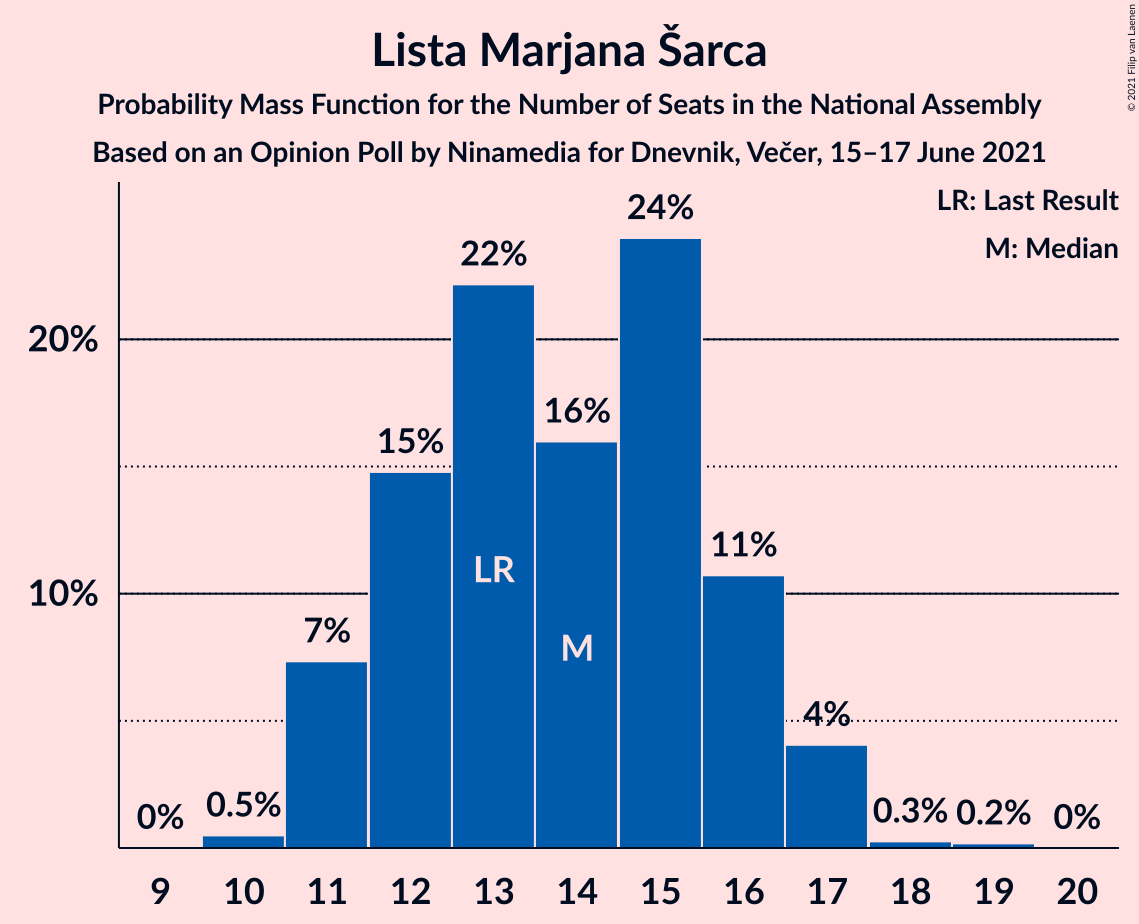 Lista Marjana Šarca
Probability Mass Function for the Number of Seats in the National Assembly
Based on an Opinion Poll by Ninamedia for Dnevnik, Večer, 15–17 June 2021
© 2021 Filip van Laenen
LR: Last Result
M: Median
20%
10%
0%
0.5%
7%
15%
22%
16%
24%
11%
4%
0.3%
0.2%
0%
LR
M
9 10 11 12 13 14 15 16 17 18 19 20